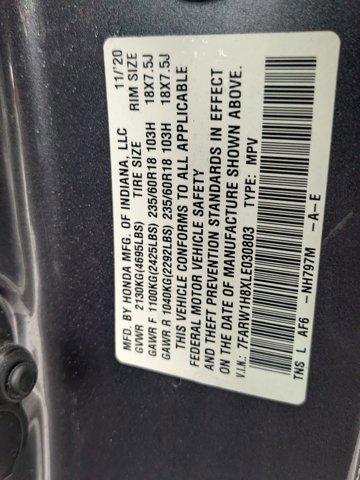 MFD. BY HONDA MFG. OF INDIANA, LLC 11/'20
TIRE SIZE RIM SIZE
GVWR 2130KG(4695LBS)
GAWR F 1100KG(2425LBS) 235/60R18 103H 18X7.5J
GAWR R 1040KG(2292LBS) 235/60R18 103H 18X7.5J
THIS VEHICLE CONFORMS TO ALL APPLICABLE
FEDERAL MOTOR VEHICLE SAFETY
AND THEFT PREVENTION STANDARDS IN EFFECT
ON THE DATE OF MANUFACTURE SHOWN ABOVE.
V.I.N.: 7FARW1H8XLE030803 TYPE: MPV
TNS L AF6 -NH797M -A-E